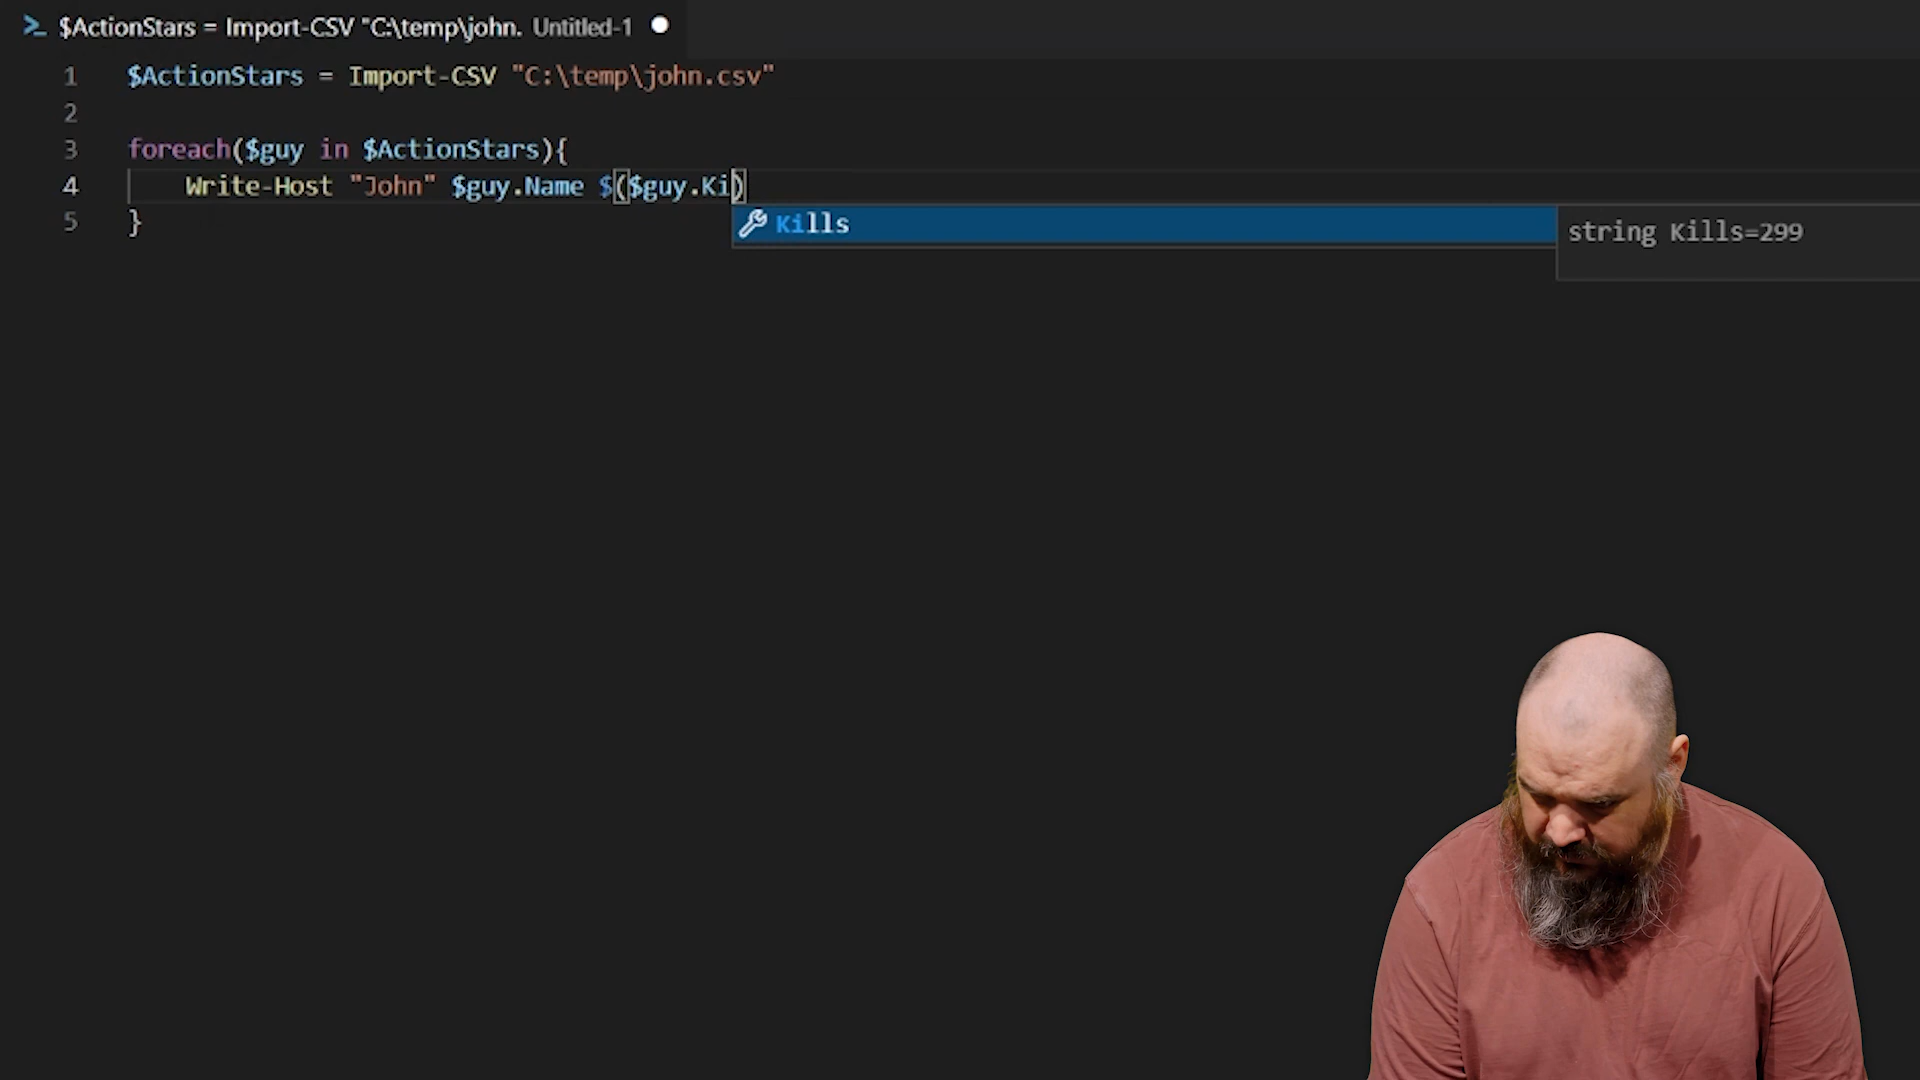 $ActionStars = Import-CSV "C:\temp\john. Untitled-1
1 $ActionStars = Import-CSV "C:\temp\john.csv"
2
3 foreach($guy in $ActionStars){
4 Write-Host "John" $guy.Name $($guy.Ki)
Kills string Kills=299
5 }